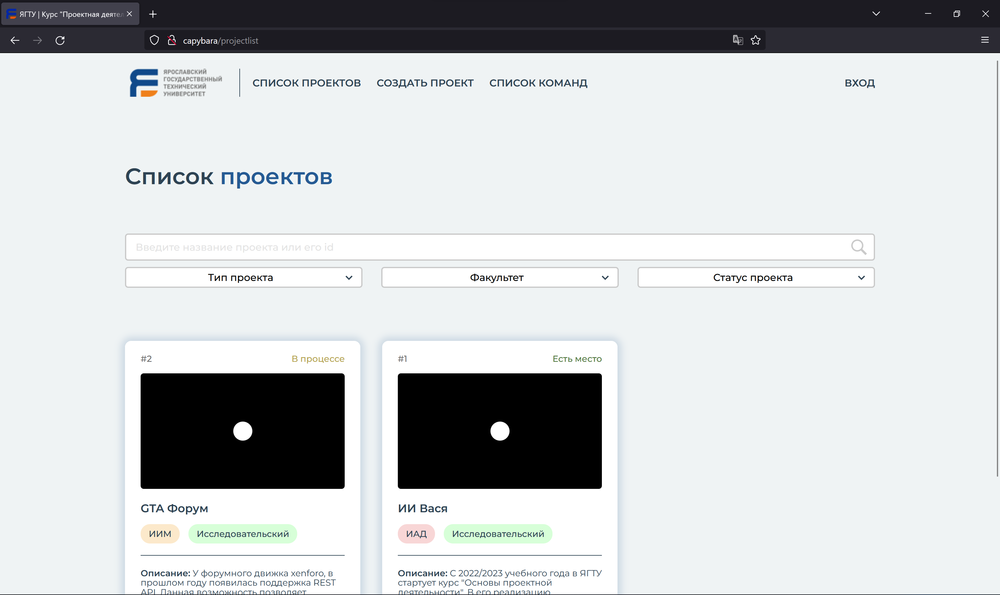 ЯГТУ | Курс "Проектная деятел
capybara/projectlist
ЯРОСЛАВСКИЙ
ГОСУДАРСТВЕННЫЙ
ТЕХНИЧЕСКИЙ
УНИВЕРСИТЕТ
СПИСОК ПРОЕКТОВ СОЗДАТЬ ПРОЕКТ СПИСОК КОМАНД ВХОД
Список проектов
Введите название проекта или его id
Тип проекта Факультет Статус проекта
#2 В процессе
GTA Форум
ИИМ Исследовательский
Описание: У форумного движка xenforo, в
прошлом году появилась поддержка REST
API. Данная возможность позволяет
#1 Есть место
ИИ Вася
ИАД Исследовательский
Описание: С 2022/2023 учебного года в ЯГТУ
стартует курс "Основы проектной
деятельности". В его реализацию